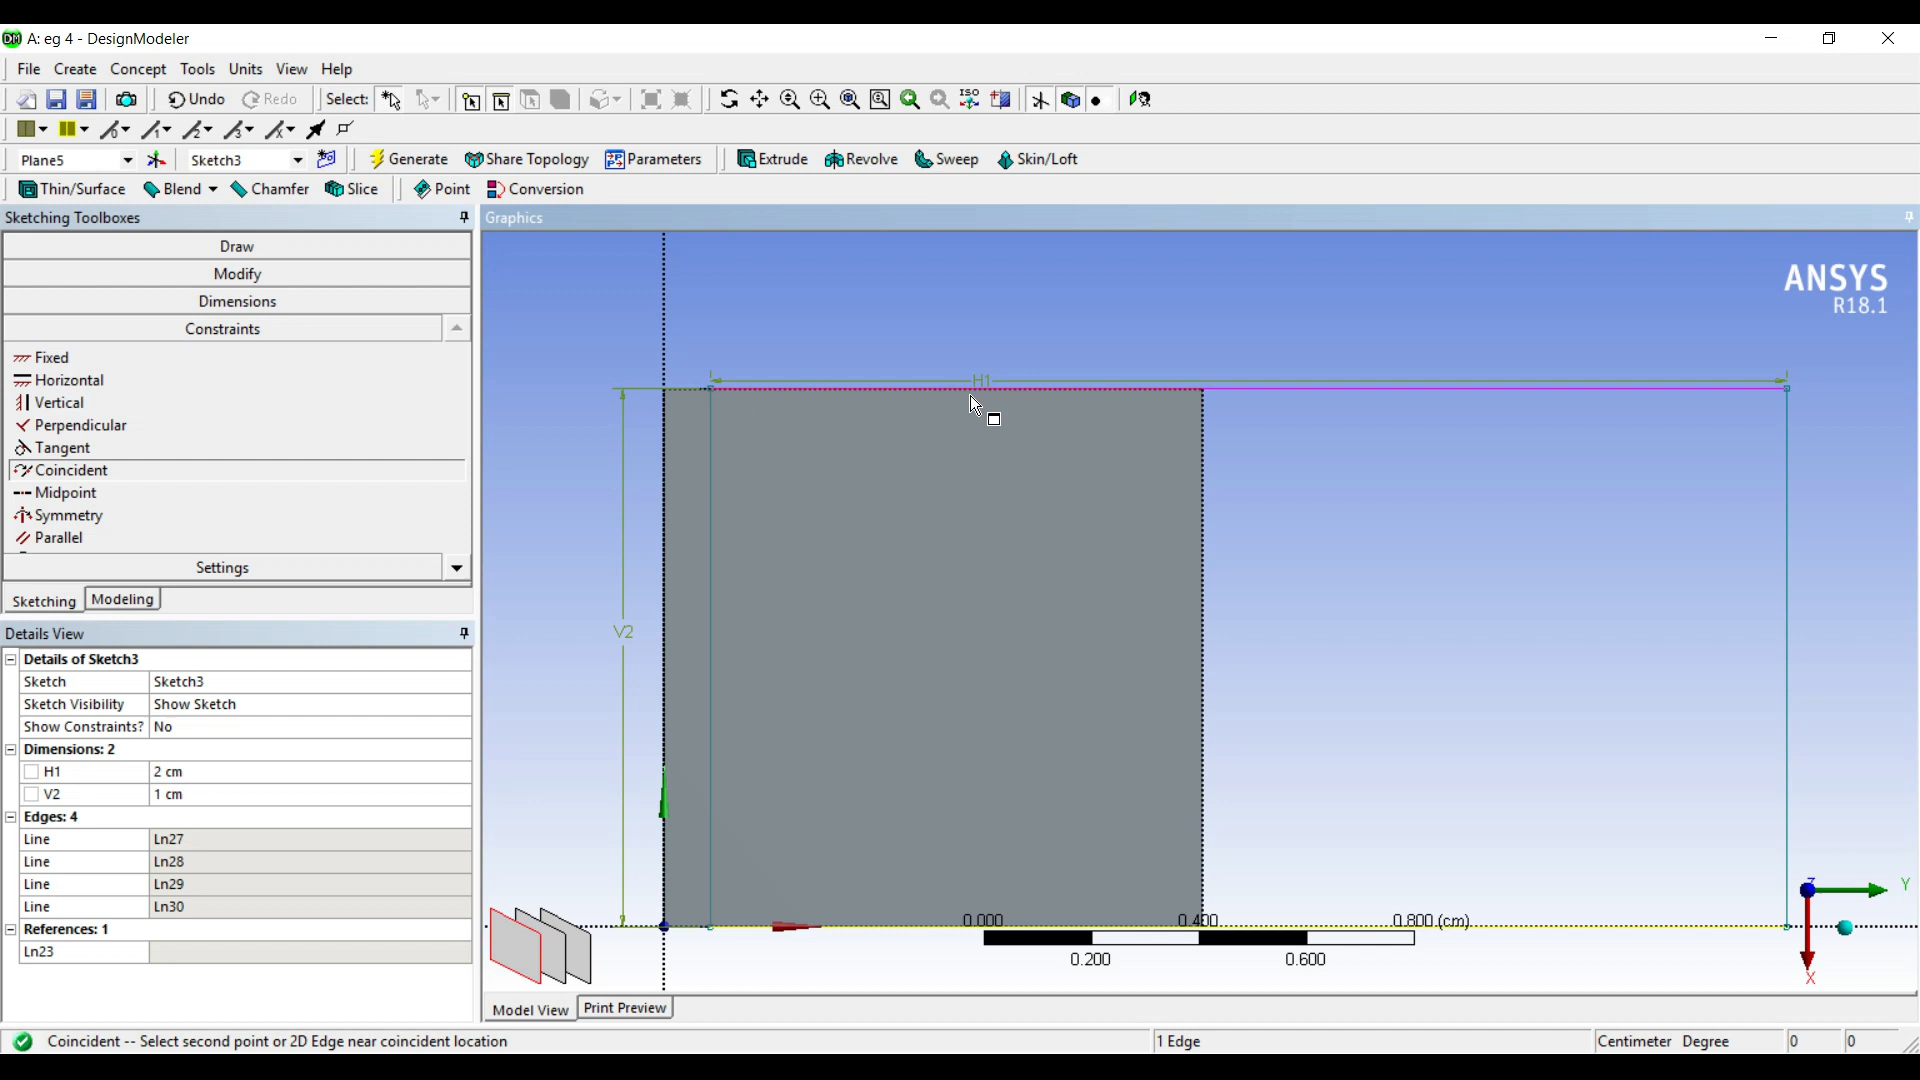 A: eg 4 - DesignModeler
File Create Concept Tools Units View Help
Undo Redo Select: ISO
Plane5 Sketch3 Generate Share Topology Parameters Extrude Revolve Sweep Skin/Loft
Thin/Surface Blend Chamfer Slice Point Conversion
Sketching Toolboxes
Draw
Modify
Dimensions
Constraints
Fixed
Horizontal
Vertical
Perpendicular
Tangent
Coincident
Midpoint
Symmetry
Parallel
Settings
Sketching Modeling
Details View
Details of Sketch3
Sketch Sketch3
Sketch Visibility Show Sketch
Show Constraints? No
Dimensions: 2
H1 2 cm
V2 1 cm
Edges: 4
Line Ln27
Line Ln28
Line Ln29
Line Ln30
References: 1
Ln23
Graphics
ANSYS
R18.1
H1
V2
0.000 0.400 0.800 (cm)
0.200 0.600
Z
Y
X
Model View Print Preview
Coincident -- Select second point or 2D Edge near coincident location 1 Edge Centimeter Degree 0 0